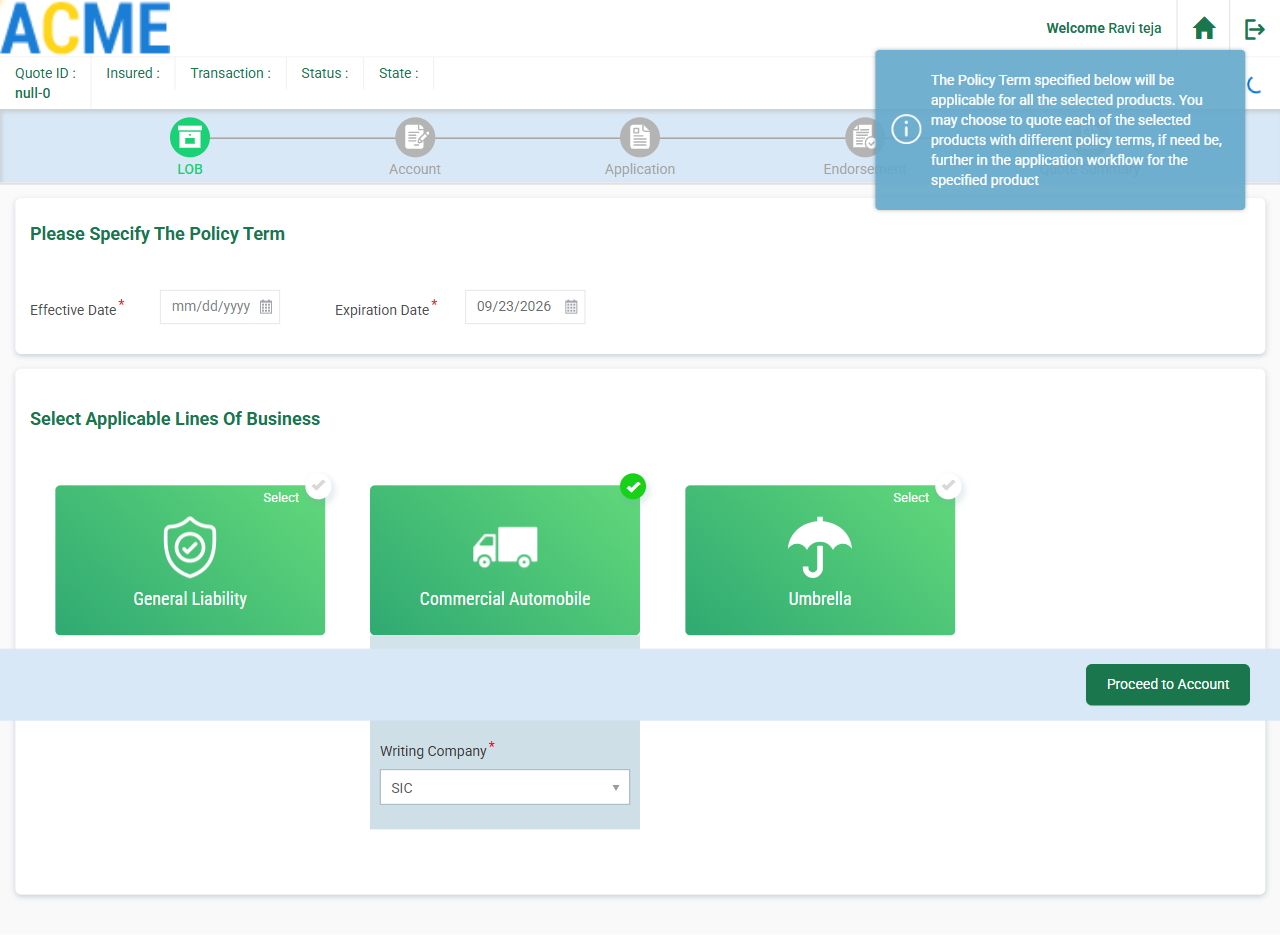 ACME
Welcome Ravi teja
Quote ID :
null-0
Insured :
Transaction :
Status :
State :
The Policy Term specified below will be
applicable for all the selected products. You
may choose to quote each of the selected
products with different policy terms, if need be,
further in the application workflow for the
specified product
LOB
Account
Application
Endorsement
Quote Summary
Please Specify The Policy Term
Effective Date*
mm/dd/yyyy
Expiration Date*
09/23/2026
Select Applicable Lines Of Business
Select
General Liability
Commercial Automobile
Select
Umbrella
Proceed to Account
Writing Company*
SIC